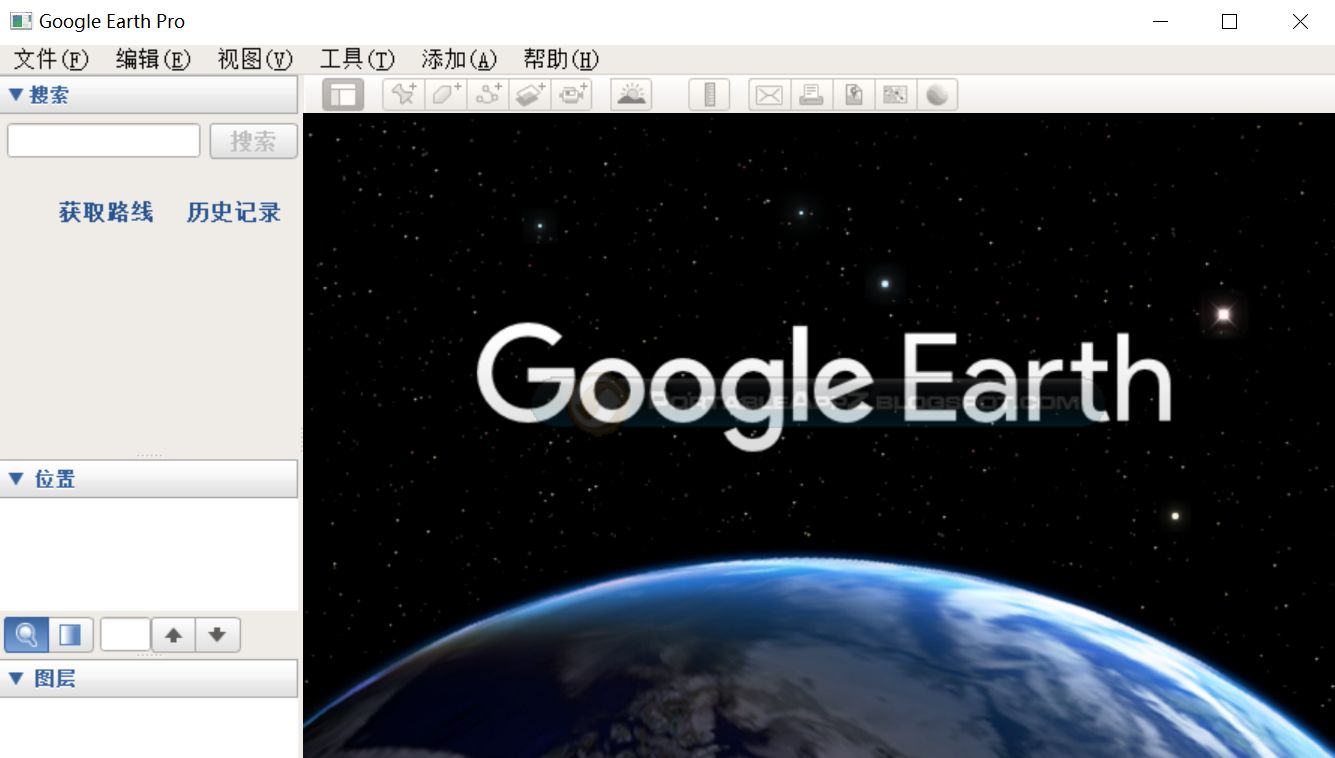 Google Earth Pro
文件(F) 编辑(E) 视图(V) 工具(T) 添加(A) 帮助(H)
搜索
搜索
获取路线 历史记录
Google Earth
PortableAppZ.blogspot.com
位置
图层